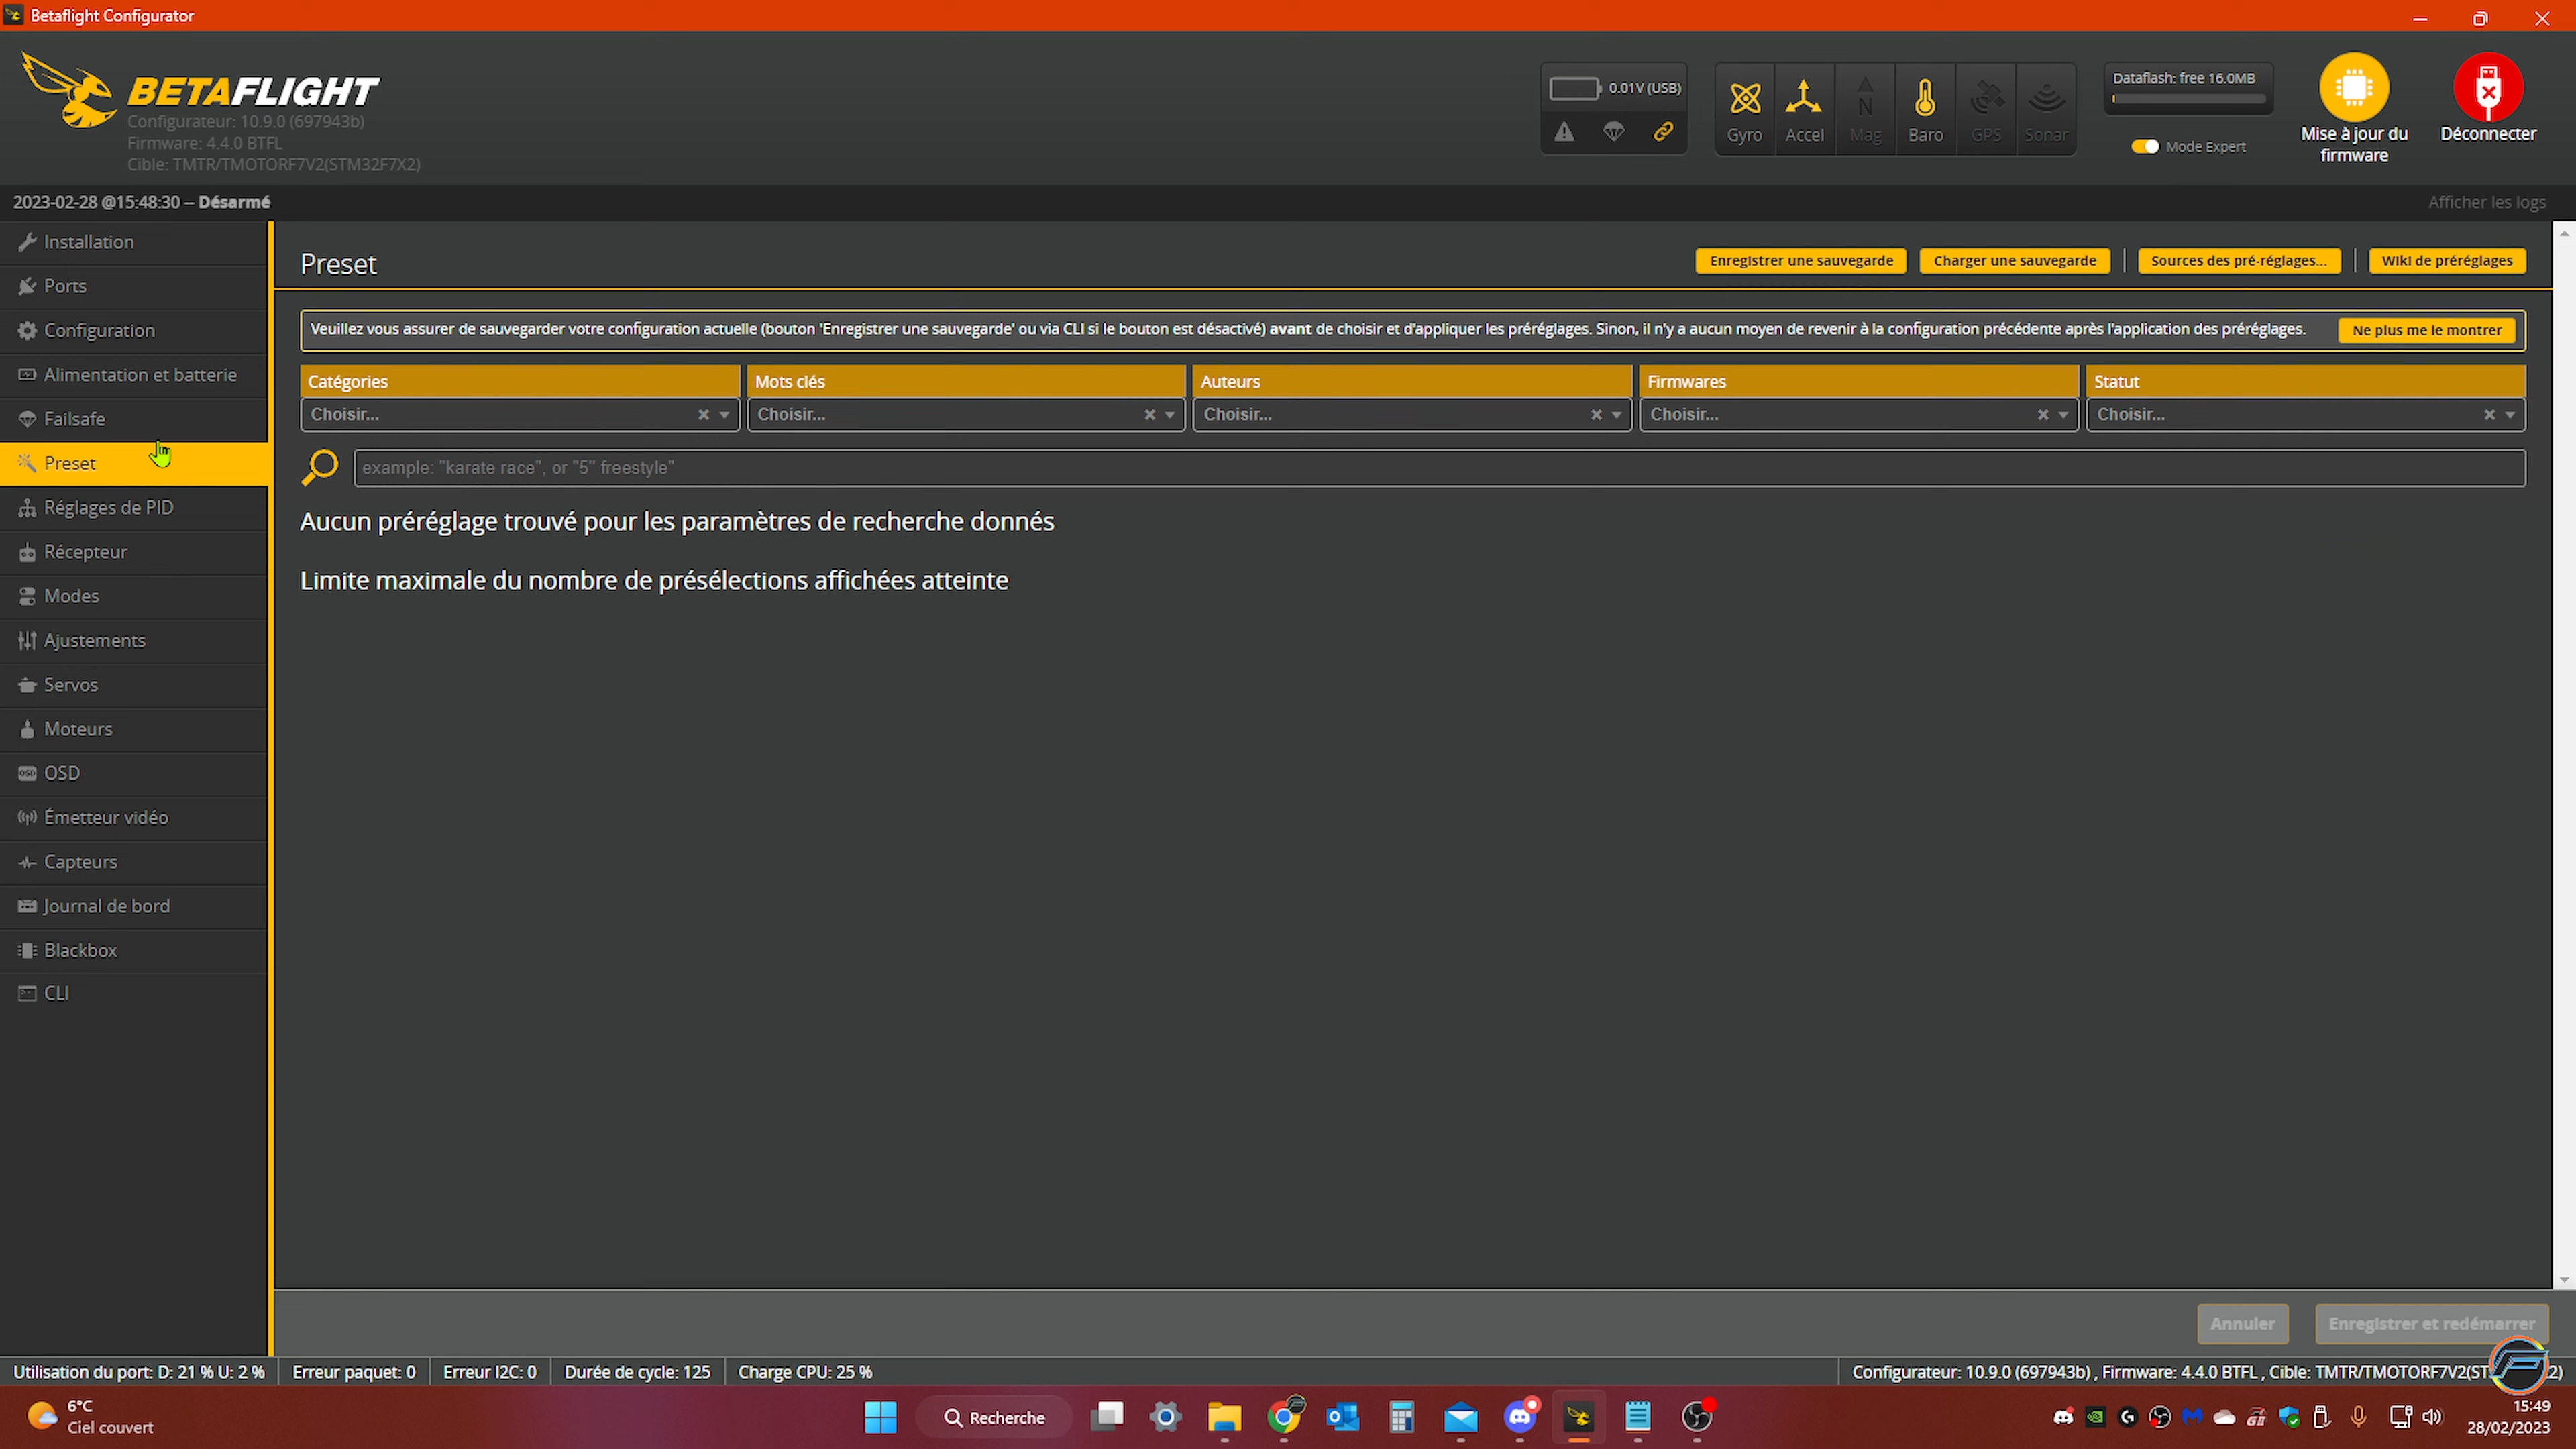 Betaflight Configurator
BETAFLIGHT
Configurateur: 10.9.0 (697943b)
Firmware: 4.4.0 BTFL
Cible: TMTR/TMOTORF7V2(STM32F7X2)
0.01V (USB)
Gyro
Accel
Mag
Baro
GPS
Sonar
Dataflash: free 16.0MB
Mode Expert
Mise à jour du
firmware
Déconnecter
2023-02-28 @15:48:30 – Désarmé
Afficher les logs
Installation
Ports
Configuration
Alimentation et batterie
Failsafe
Preset
Réglages de PID
Récepteur
Modes
Ajustements
Servos
Moteurs
OSD
Émetteur vidéo
Capteurs
Journal de bord
Blackbox
CLI
Preset
Enregistrer une sauvegarde
Charger une sauvegarde
Sources des pré-réglages...
Wiki de préréglages
Veuillez vous assurer de sauvegarder votre configuration actuelle (bouton 'Enregistrer une sauvegarde' ou via CLI si le bouton est désactivé) avant de choisir et d'appliquer les préréglages. Sinon, il n'y a aucun moyen de revenir à la configuration précédente après l'application des préréglages.
Ne plus me le montrer
Catégories
Mots clés
Auteurs
Firmwares
Statut
Choisir...
Choisir...
Choisir...
Choisir...
Choisir...
example: "karate race", or "5'' freestyle"
Aucun préréglage trouvé pour les paramètres de recherche donnés
Limite maximale du nombre de présélections affichées atteinte
Annuler
Enregistrer et redémarrer
Utilisation du port: D: 21 % U: 2 %
Erreur paquet: 0
Erreur I2C: 0
Durée de cycle: 125
Charge CPU: 25 %
Configurateur: 10.9.0 (697943b) , Firmware: 4.4.0 BTFL , Cible: TMTR/TMOTORF7V2(ST
2)
6°C
Ciel couvert
Recherche
15:49
28/02/2023